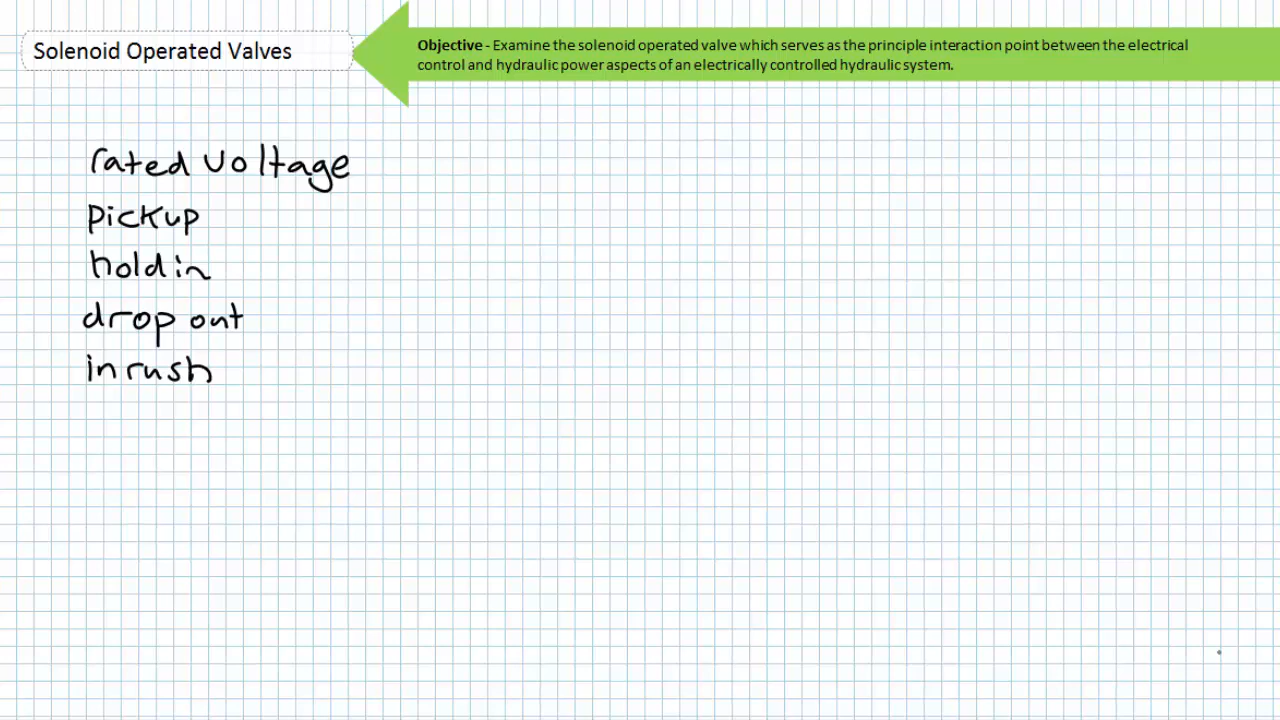 Solenoid Operated Valves
Objective - Examine the solenoid operated valve which serves as the principle interaction point between the electrical
control and hydraulic power aspects of an electrically controlled hydraulic system.
rated voltage
pickup
hold in
drop out
inrush